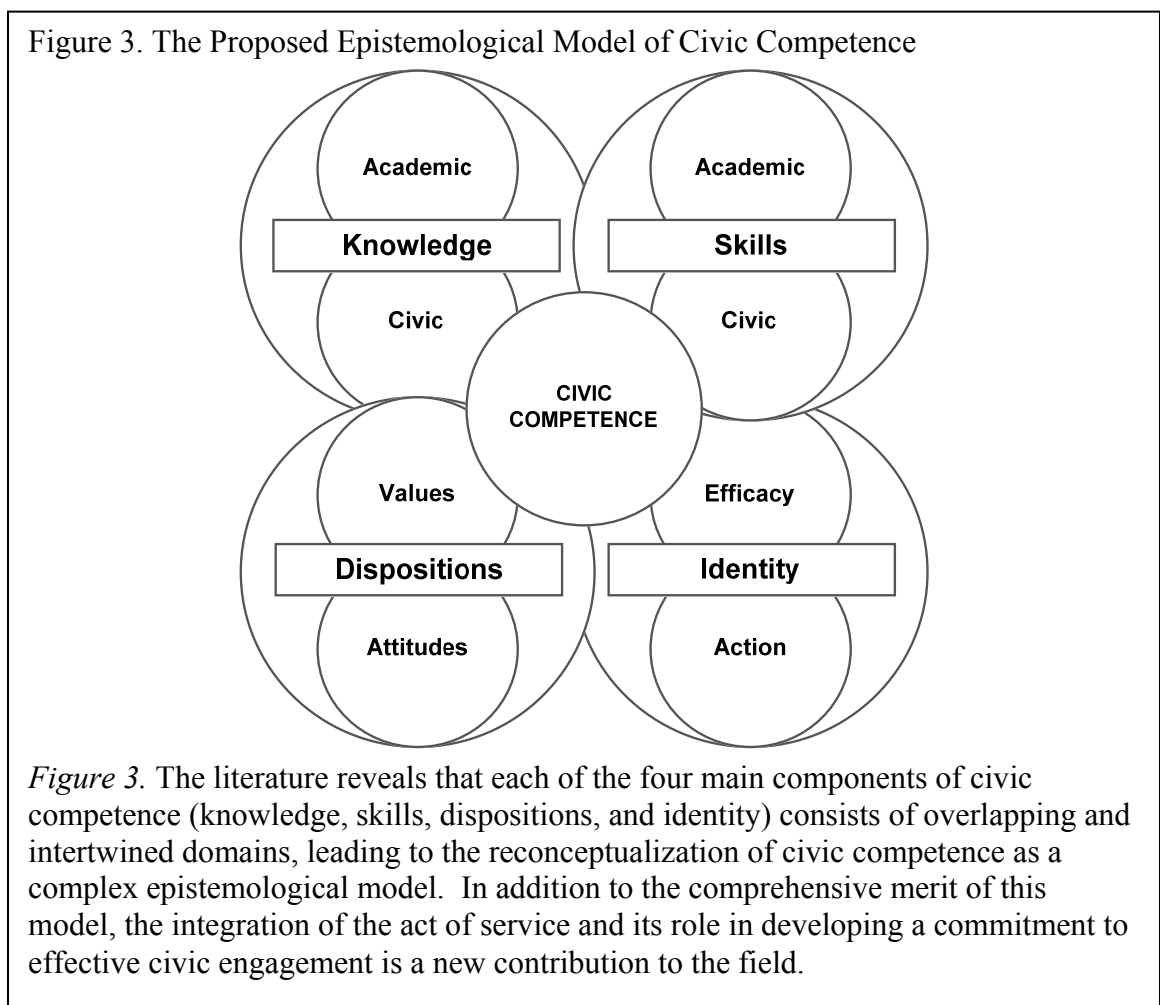 Figure 3. The Proposed Epistemological Model of Civic Competence
Academic
Academic
Knowledge
Skills
Civic
Civic
CIVIC
COMPETENCE
Values
Efficacy
Dispositions
Identity
Attitudes
Action
Figure 3. The literature reveals that each of the four main components of civic
competence (knowledge, skills, dispositions, and identity) consists of overlapping and
intertwined domains, leading to the reconceptualization of civic competence as a
complex epistemological model.  In addition to the comprehensive merit of this
model, the integration of the act of service and its role in developing a commitment to
effective civic engagement is a new contribution to the field.